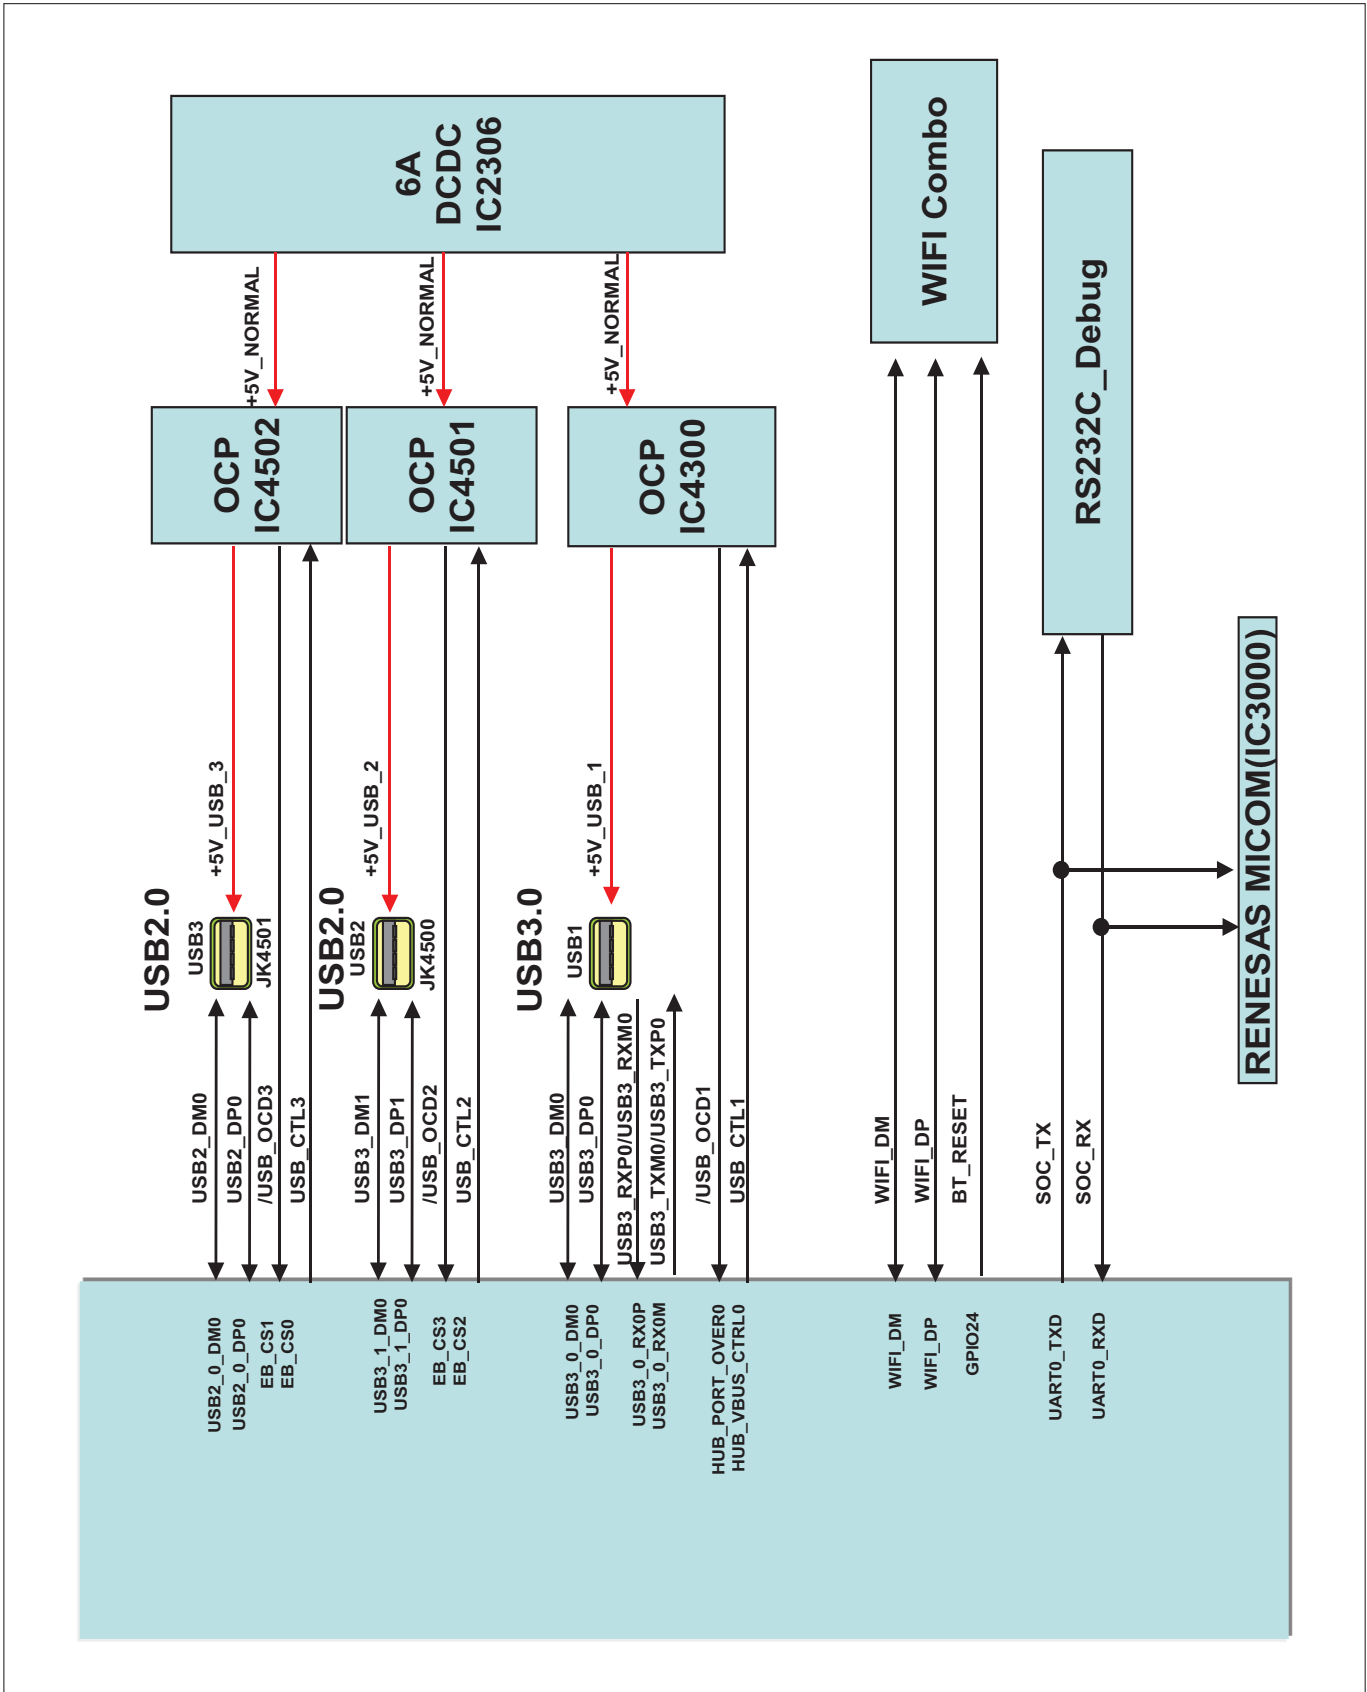 6A
DCDC
IC2306
+5V_NORMAL
+5V_NORMAL
+5V_NORMAL
OCP
IC4502
OCP
IC4501
OCP
IC4300
WIFI Combo
RS232C_Debug
RENESAS MICOM(IC3000)
+5V_USB_3
+5V_USB_2
+5V_USB_1
USB2.0
USB3
JK4501
USB2.0
USB2
JK4500
USB3.0
USB1
USB2_DM0
USB2_DP0
/USB_OCD3
USB_CTL3
USB3_DM1
USB3_DP1
/USB_OCD2
USB_CTL2
USB3_DM0
USB3_DP0
USB3_RXP0/USB3_RXM0
USB3_TXM0/USB3_TXP0
/USB_OCD1
USB_CTL1
WIFI_DM
WIFI_DP
BT_RESET
SOC_TX
SOC_RX
USB2_0_DM0
USB2_0_DP0
EB_CS1
EB_CS0
USB3_1_DM0
USB3_1_DP0
EB_CS3
EB_CS2
USB3_0_DM0
USB3_0_DP0
USB3_0_RX0P
USB3_0_RX0M
HUB_PORT_OVER0
HUB_VBUS_CTRL0
WIFI_DM
WIFI_DP
GPIO24
UART0_TXD
UART0_RXD